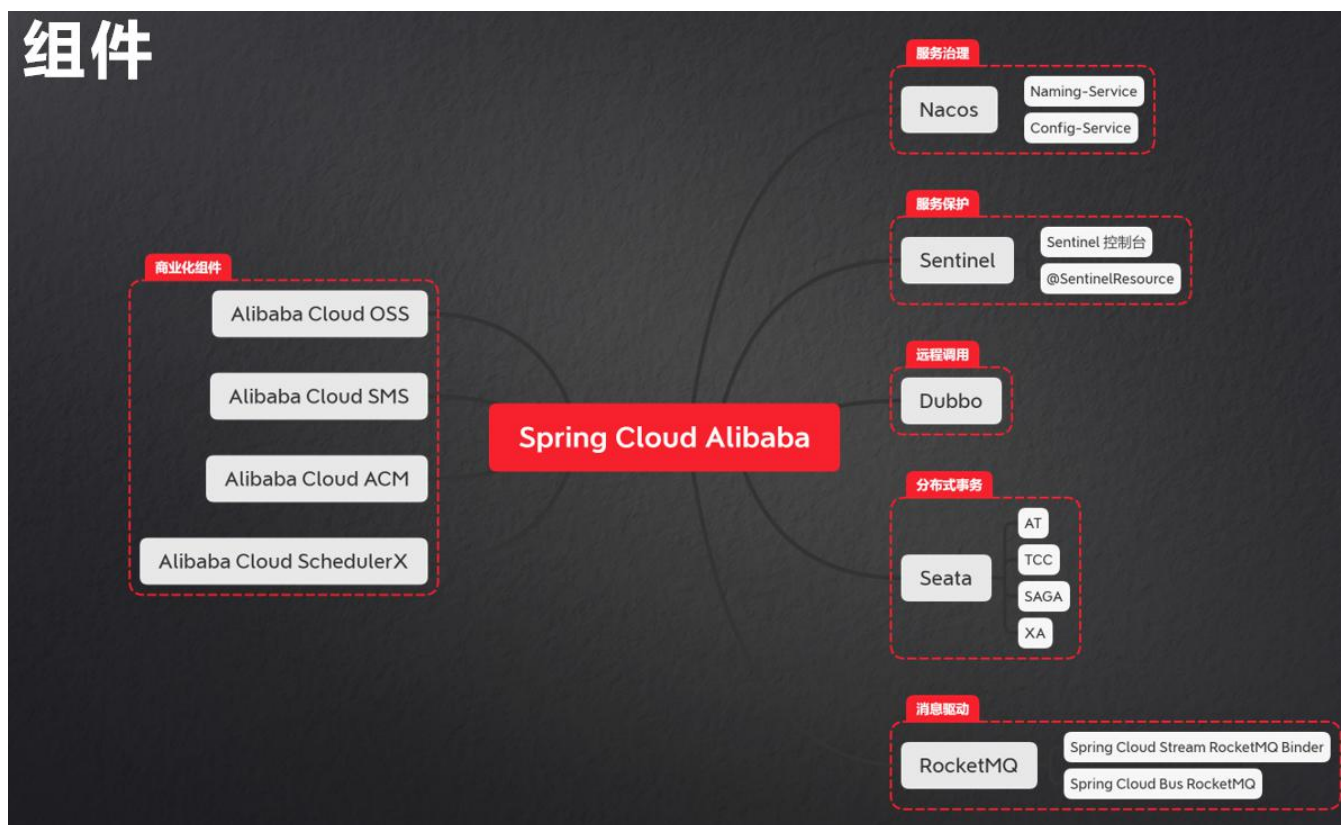 组件
商业化组件
Alibaba Cloud OSS
Alibaba Cloud SMS
Alibaba Cloud ACM
Alibaba Cloud SchedulerX
Spring Cloud Alibaba
服务治理
Nacos
Naming-Service
Config-Service
服务保护
Sentinel
Sentinel 控制台
@SentinelResource
远程调用
Dubbo
分布式事务
Seata
AT
TCC
SAGA
XA
消息驱动
RocketMQ
Spring Cloud Stream RocketMQ Binder
Spring Cloud Bus RocketMQ